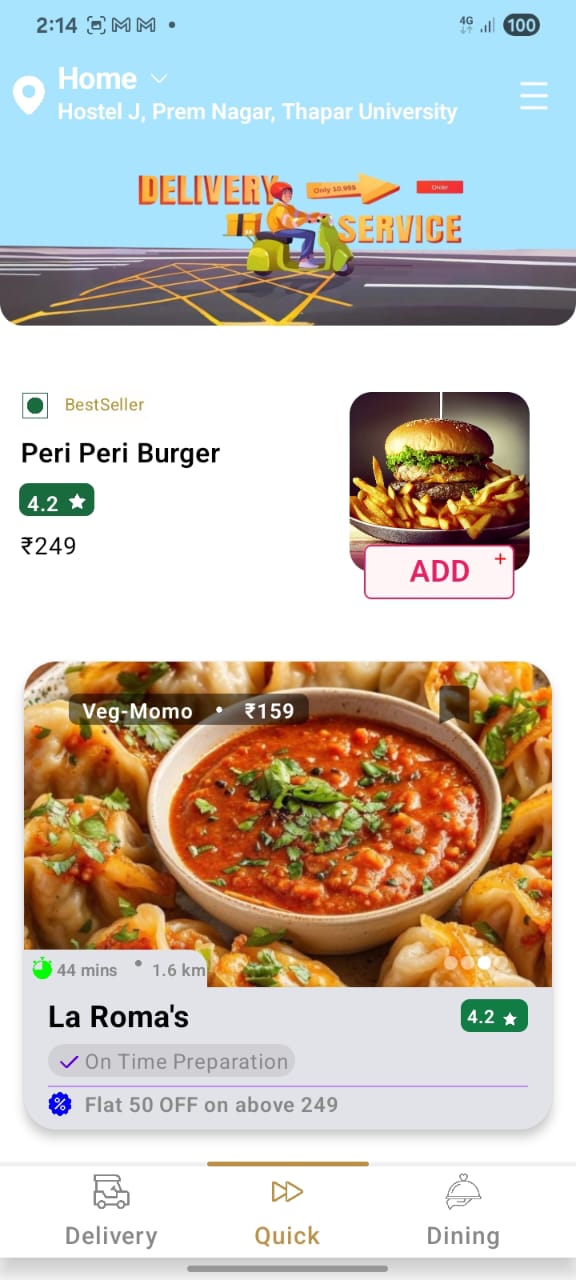 2:14
4G
100
Home
Hostel J, Prem Nagar, Thapar University
DELIVERY
Only 10.99$
Order
SERVICE
BestSeller
Peri Peri Burger
4.2 ★
₹249
ADD +
Veg-Momo • ₹159
44 mins • 1.6 km
La Roma's
4.2 ★
On Time Preparation
Flat 50 OFF on above 249
Delivery
Quick
Dining